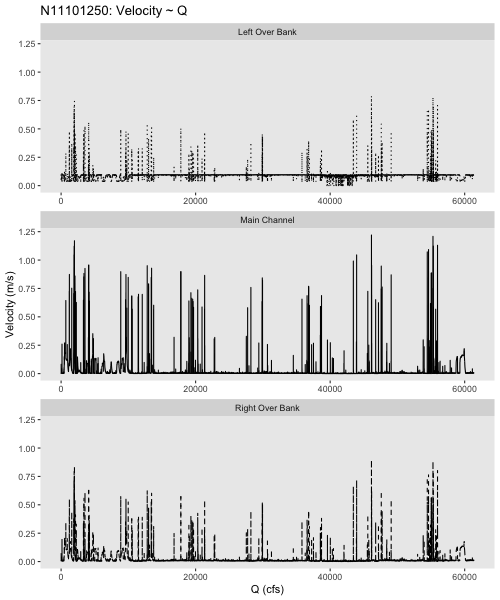 N11101250: Velocity ~ Q
Left Over Bank
1.25
1.00
0.75
0.50
0.25
0.00
0 20000 40000 60000
Main Channel
1.25
1.00
0.75
0.50
0.25
0.00
0 20000 40000 60000
Velocity (m/s)
Right Over Bank
1.25
1.00
0.75
0.50
0.25
0.00
0 20000 40000 60000
Q (cfs)